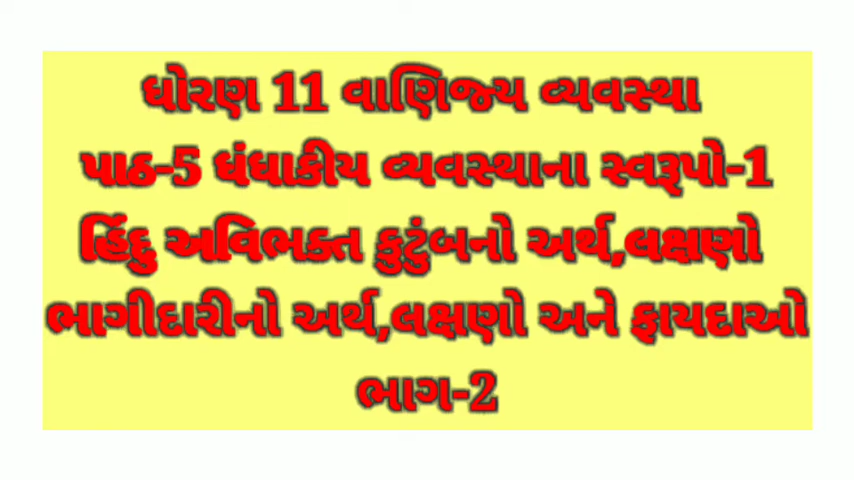 ધોરણ 11 વાણિજ્ય વ્યવસ્થા
પાઠ-5 ધંધાકીય વ્યવસ્થાના સ્વરૂપો-1
હિંદુ અવિભક્ત કુટુંબનો અર્થ,લક્ષણો
ભાગીદારીનો અર્થ,લક્ષણો અને ફાયદાઓ
ભાગ-2